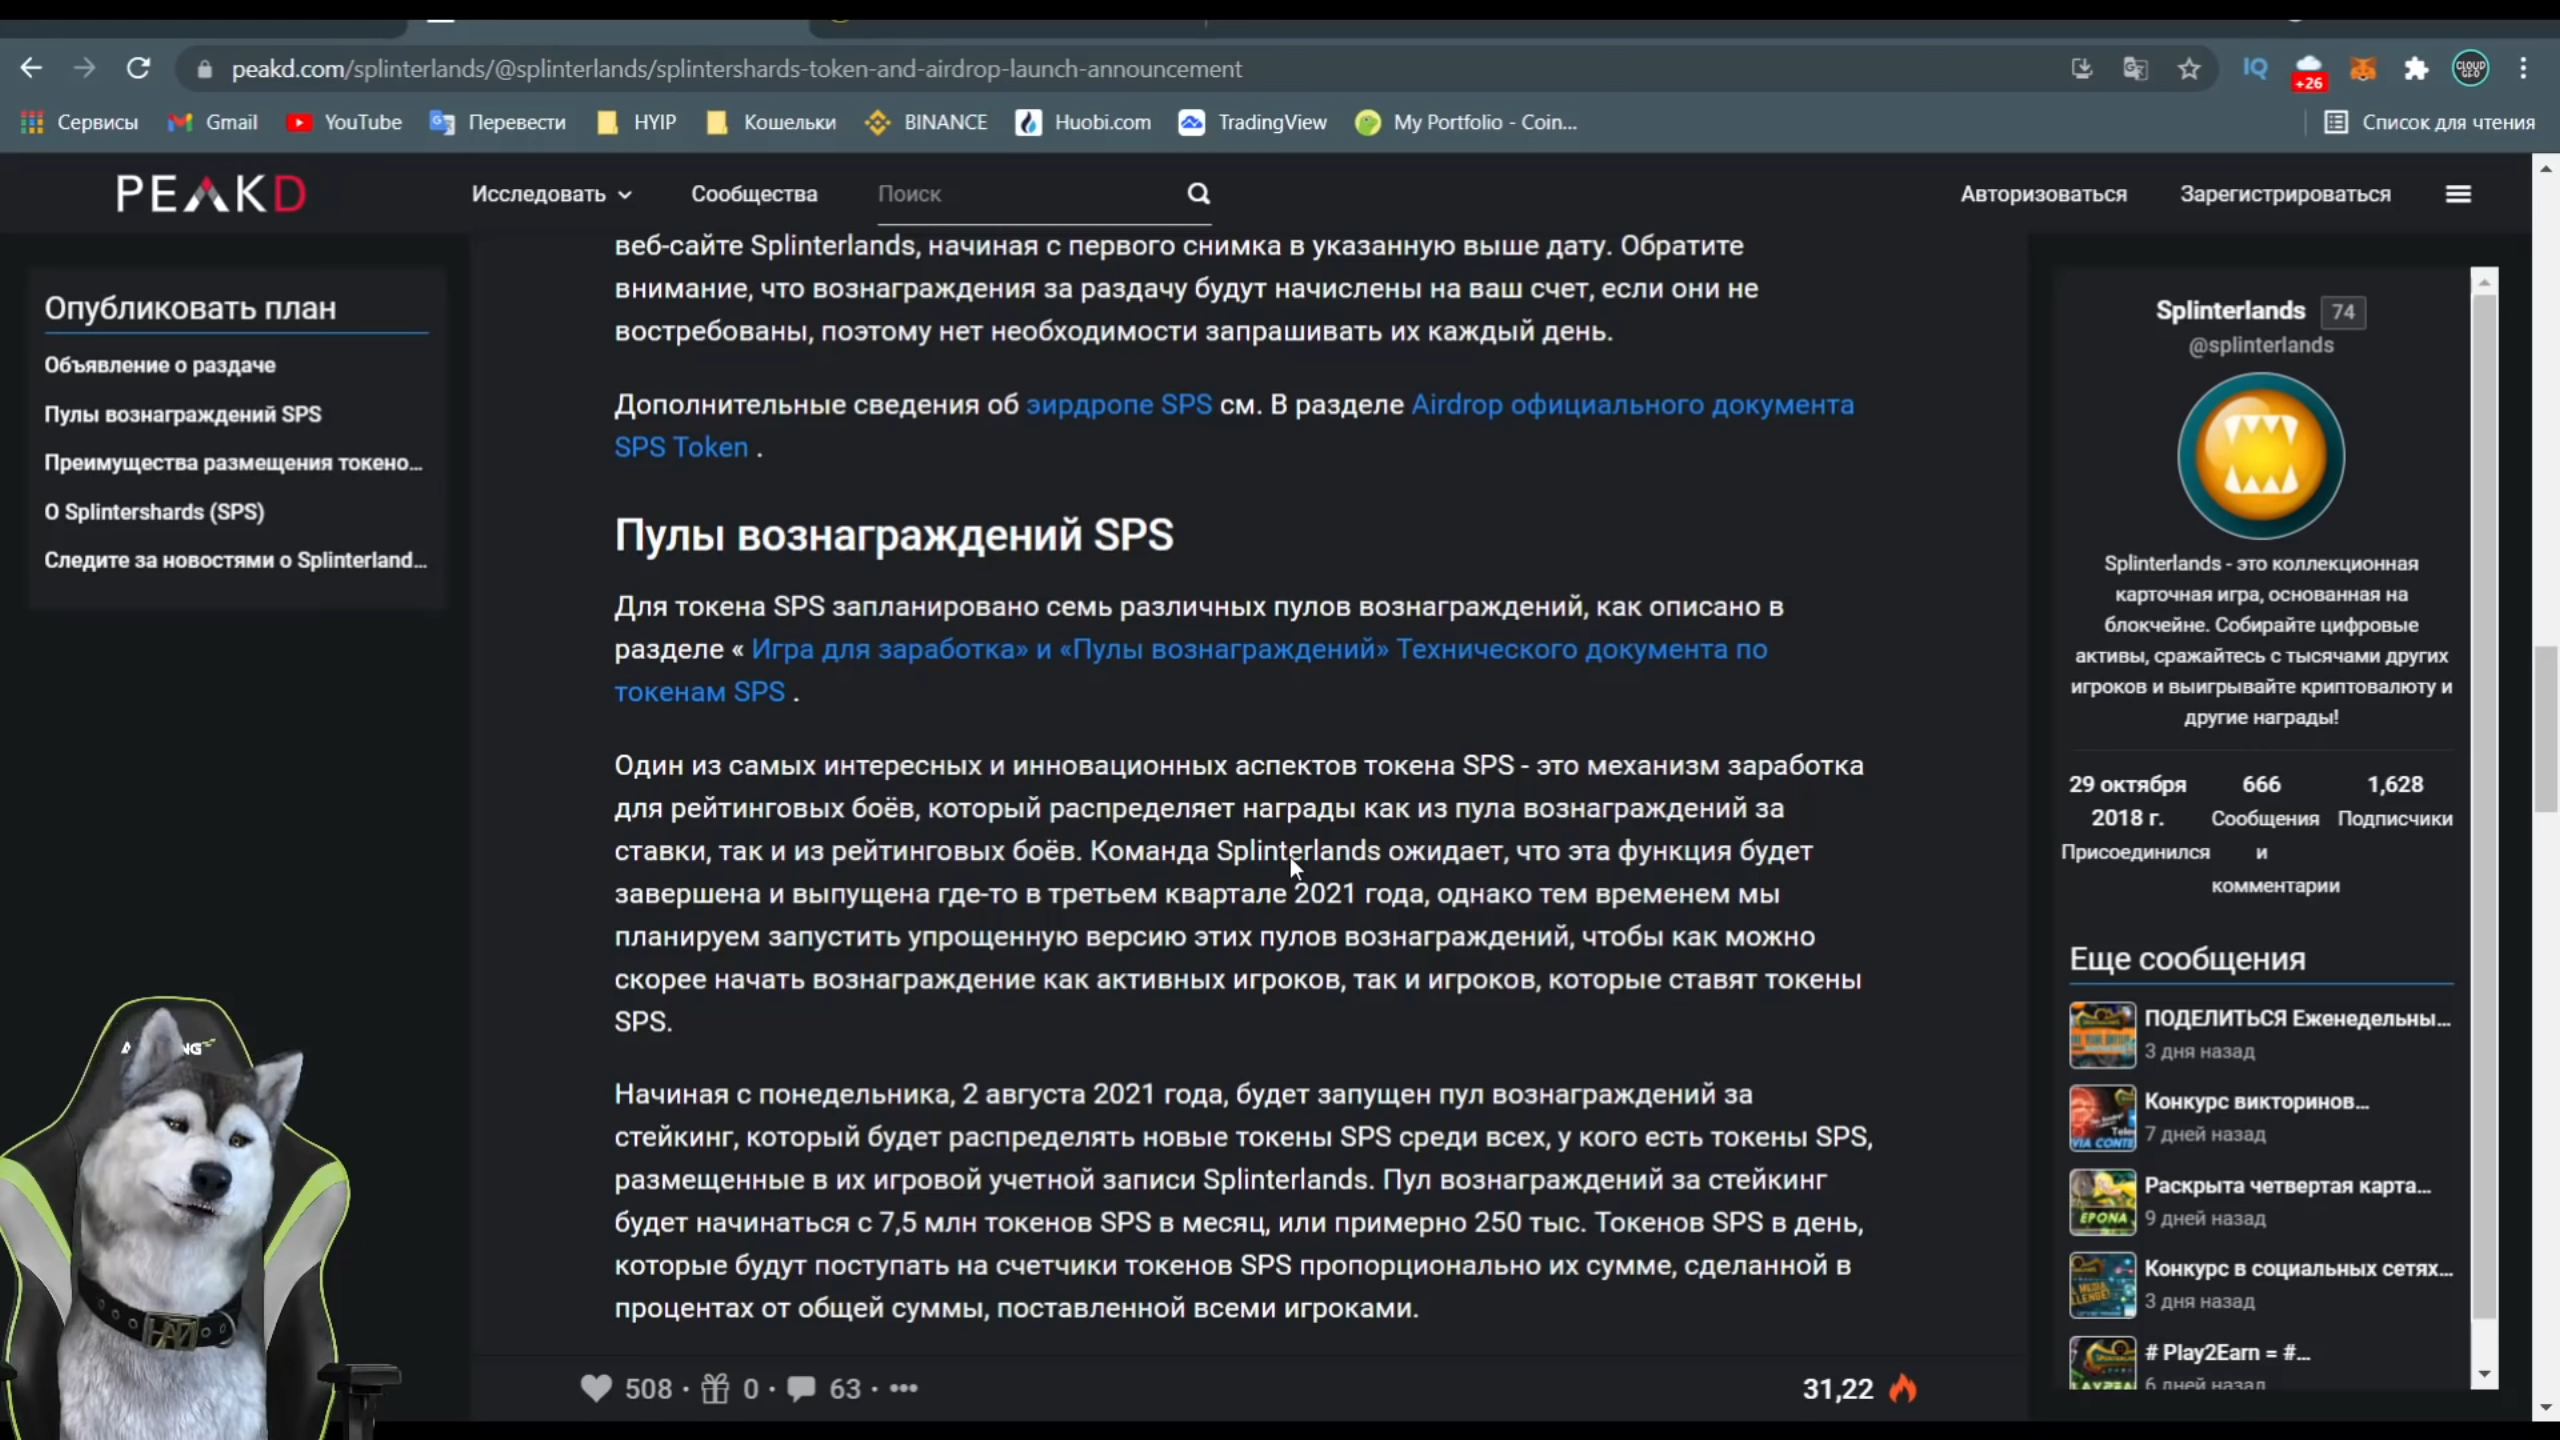 peakd.com/splinterlands/@splinterlands/splintershards-token-and-airdrop-launch-announcement
IQ
+26
CLOUD
Сервисы
Gmail
YouTube
Перевести
HYIP
Кошельки
BINANCE
Huobi.com
TradingView
My Portfolio - Coin...
Список для чтения
PEAKD
Исследовать
Сообщества
Поиск
Авторизоваться
Зарегистрироваться
Опубликовать план
Объявление о раздаче
Пулы вознаграждений SPS
Преимущества размещения токено...
О Splintershards (SPS)
Следите за новостями о Splinterland...
веб-сайте Splinterlands, начиная с первого снимка в указанную выше дату. Обратите
внимание, что вознаграждения за раздачу будут начислены на ваш счет, если они не
востребованы, поэтому нет необходимости запрашивать их каждый день.
Дополнительные сведения об эирдропе SPS см. В разделе Airdrop официального документа
SPS Token .
Пулы вознаграждений SPS
Для токена SPS запланировано семь различных пулов вознаграждений, как описано в
разделе « Игра для заработка» и «Пулы вознаграждений» Технического документа по
токенам SPS .
Один из самых интересных и инновационных аспектов токена SPS - это механизм заработка
для рейтинговых боёв, который распределяет награды как из пула вознаграждений за
ставки, так и из рейтинговых боёв. Команда Splinterlands ожидает, что эта функция будет
завершена и выпущена где-то в третьем квартале 2021 года, однако тем временем мы
планируем запустить упрощенную версию этих пулов вознаграждений, чтобы как можно
скорее начать вознаграждение как активных игроков, так и игроков, которые ставят токены
SPS.
Начиная с понедельника, 2 августа 2021 года, будет запущен пул вознаграждений за
стейкинг, который будет распределять новые токены SPS среди всех, у кого есть токены SPS,
размещенные в их игровой учетной записи Splinterlands. Пул вознаграждений за стейкинг
будет начинаться с 7,5 млн токенов SPS в месяц, или примерно 250 тыс. Токенов SPS в день,
которые будут поступать на счетчики токенов SPS пропорционально их сумме, сделанной в
процентах от общей суммы, поставленной всеми игроками.
508 · 0 · 63 · •••
31,22
Splinterlands 74
@splinterlands
Splinterlands - это коллекционная
карточная игра, основанная на
блокчейне. Собирайте цифровые
активы, сражайтесь с тысячами других
игроков и выигрывайте криптовалюту и
другие награды!
29 октября 2018 г. Присоединился
666 Сообщения и комментарии
1,628 Подписчики
Еще сообщения
ПОДЕЛИТЬСЯ Еженедельны...
3 дня назад
Конкурс викторинов...
7 дней назад
Раскрыта четвертая карта...
9 дней назад
EPONA
Конкурс в социальных сетях...
3 дня назад
# Play2Earn = #...
6 дней назад